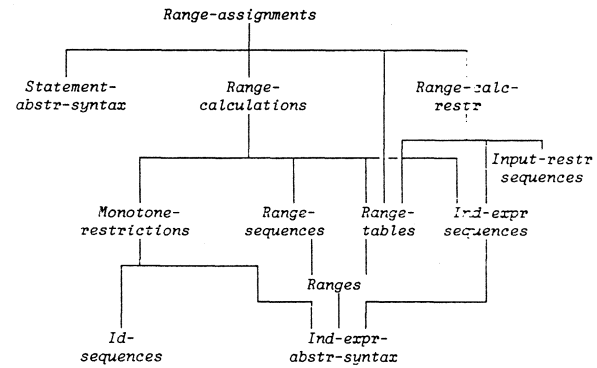 Range-assignments
Statement-
abstr-syntax
Range-
calculations
Range-calc-
restr
Input-restr
sequences
Monotone-
restrictions
Range-
sequences
Range-
tables
Ind-expr
sequences
Ranges
Id-
sequences
Ind-expr-
abstr-syntax